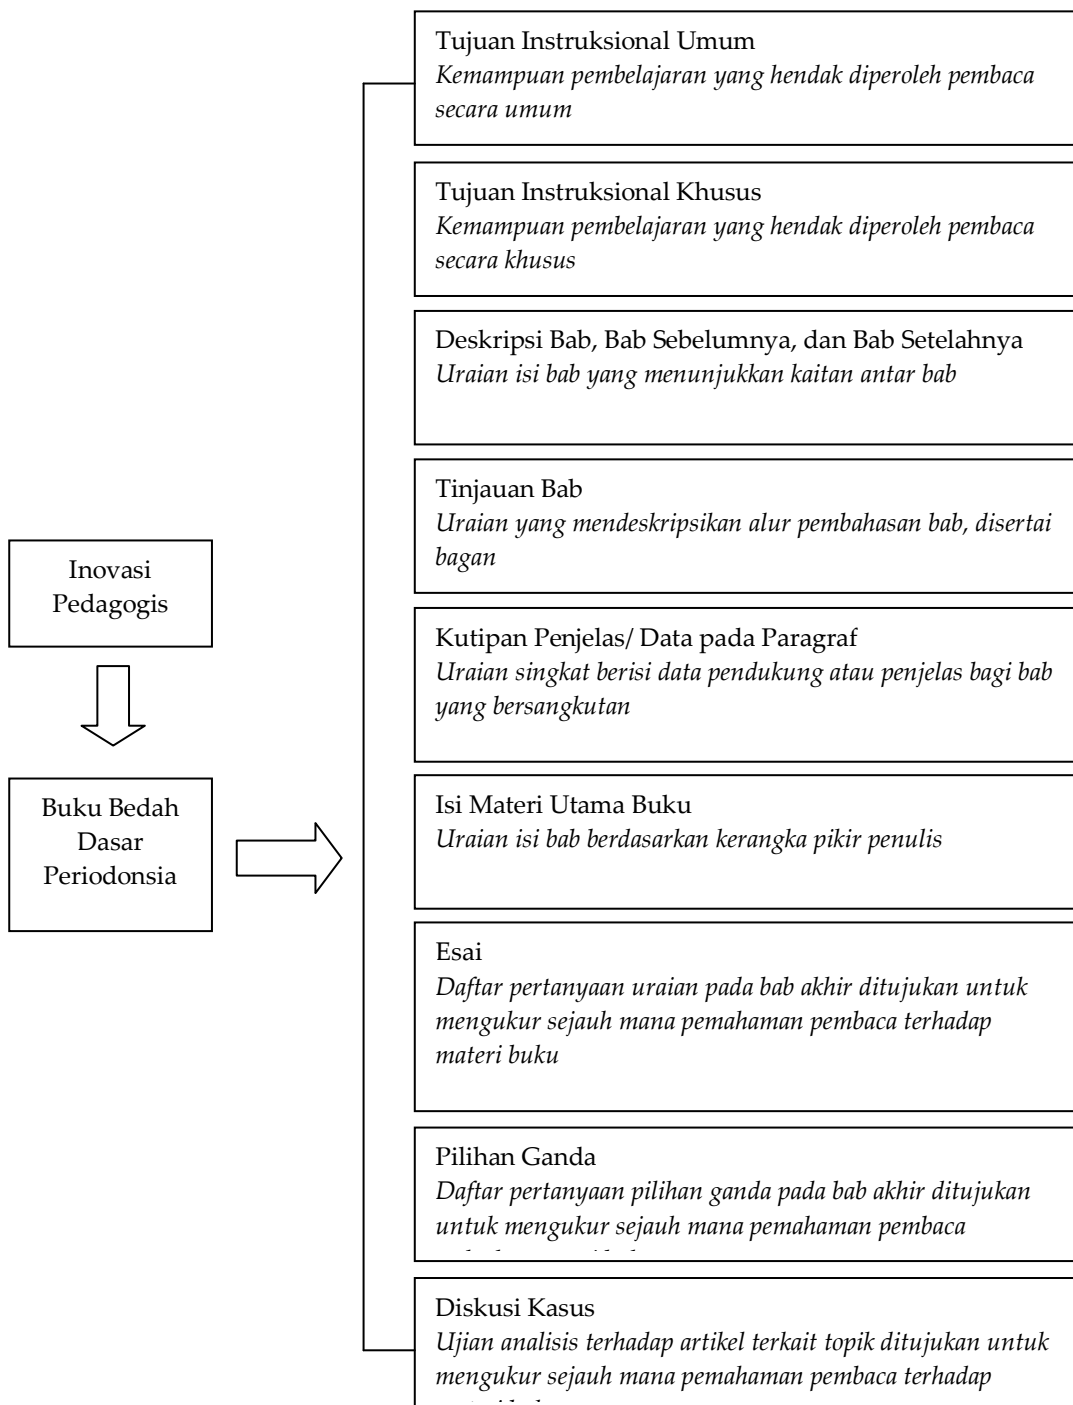 Tujuan Instruksional Umum
Kemampuan pembelajaran yang hendak diperoleh pembaca
secara umum
Tujuan Instruksional Khusus
Kemampuan pembelajaran yang hendak diperoleh pembaca
secara khusus
Deskripsi Bab, Bab Sebelumnya, dan Bab Setelahnya
Uraian isi bab yang menunjukkan kaitan antar bab
Tinjauan Bab
Uraian yang mendeskripsikan alur pembahasan bab, disertai
bagan
Inovasi
Pedagogis
Kutipan Penjelas/ Data pada Paragraf
Uraian singkat berisi data pendukung atau penjelas bagi bab
yang bersangkutan
Buku Bedah
Dasar
Periodonsia
Isi Materi Utama Buku
Uraian isi bab berdasarkan kerangka pikir penulis
Esai
Daftar pertanyaan uraian pada bab akhir ditujukan untuk
mengukur sejauh mana pemahaman pembaca terhadap
materi buku
Pilihan Ganda
Daftar pertanyaan pilihan ganda pada bab akhir ditujukan
untuk mengukur sejauh mana pemahaman pembaca
Diskusi Kasus
Ujian analisis terhadap artikel terkait topik ditujukan untuk
mengukur sejauh mana pemahaman pembaca terhadap